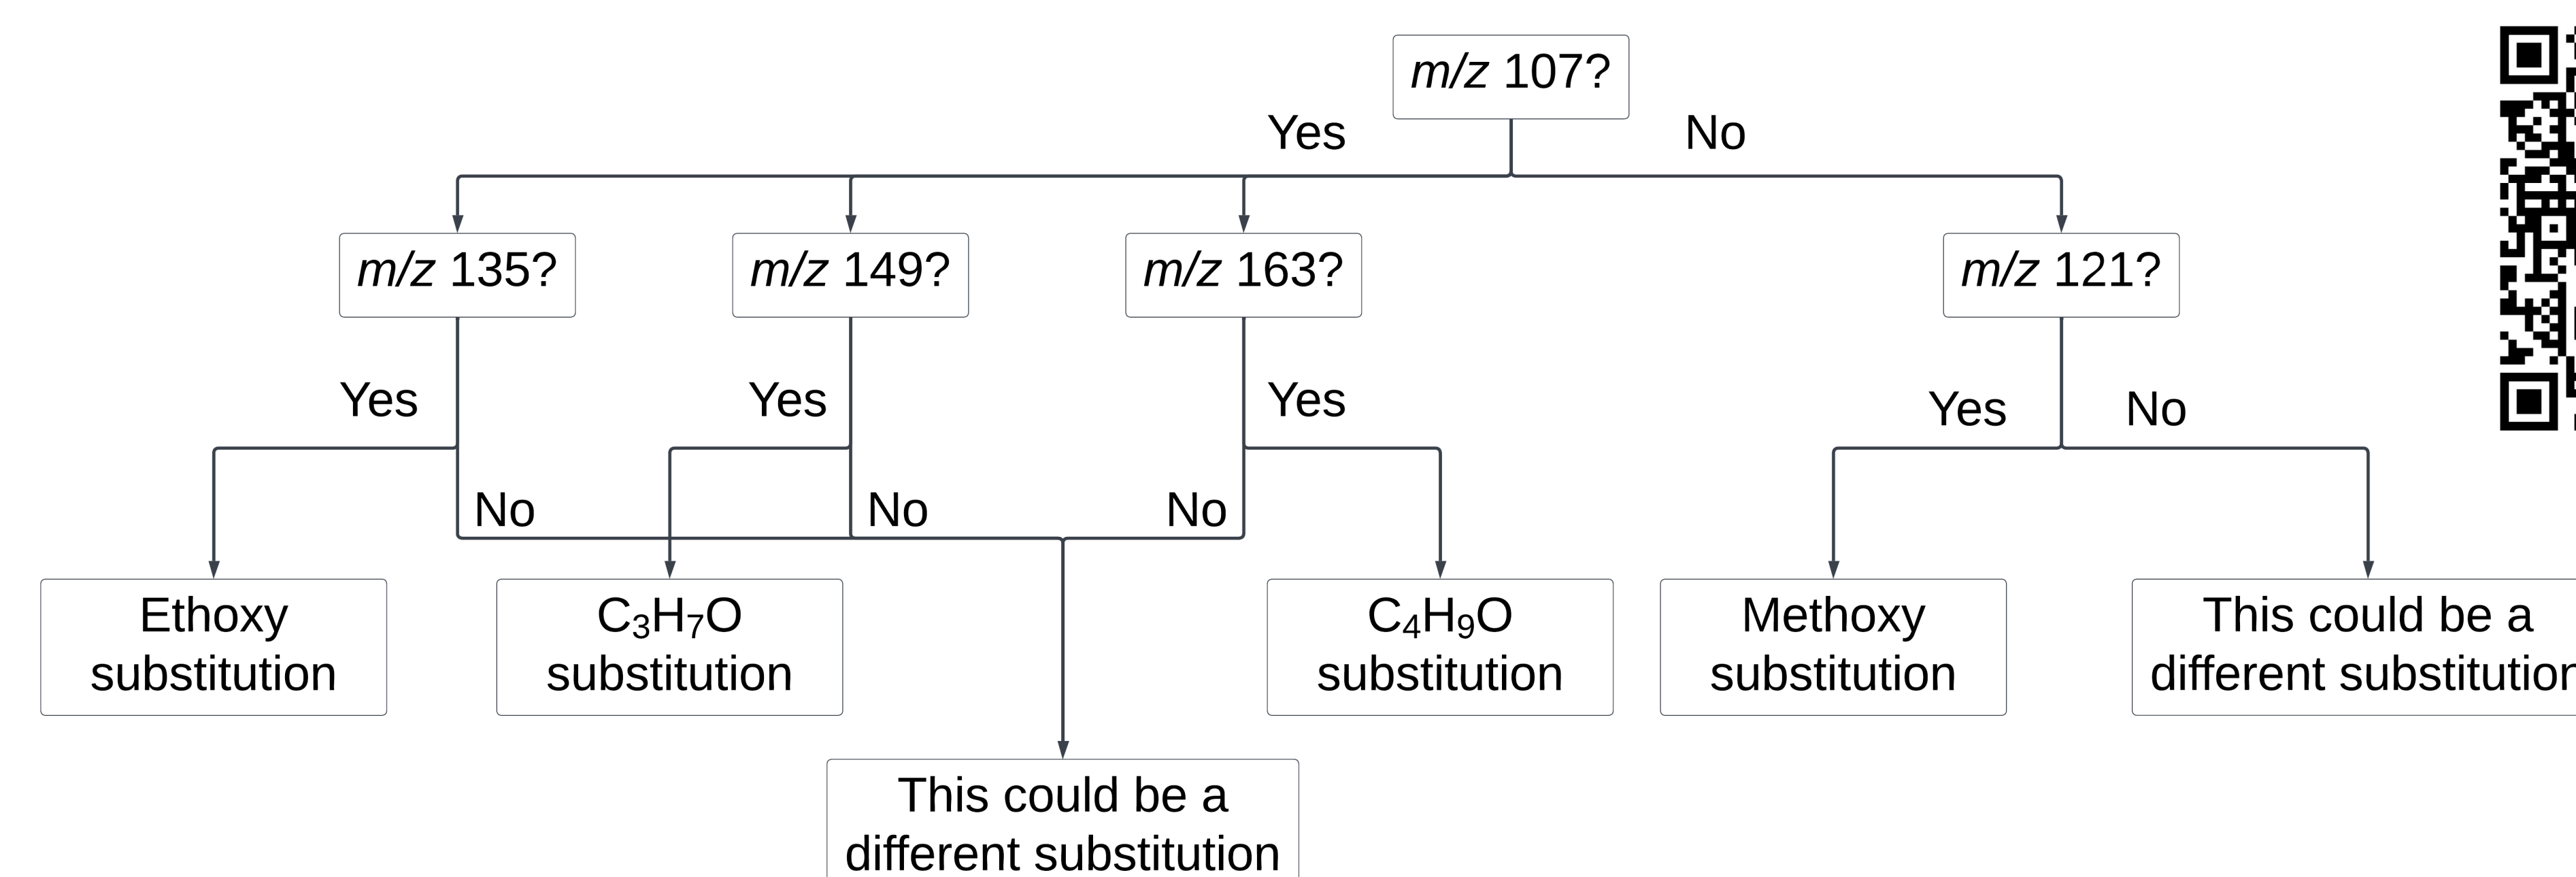 m/z 107?
Yes
No
m/z 135?
m/z 149?
m/z 163?
m/z 121?
Yes
Yes
Yes
Yes
No
No
No
No
Ethoxy
substitution
C₃H₇O
substitution
C₄H₉O
substitution
Methoxy
substitution
This could be a
different substitution
This could be a
different substitution